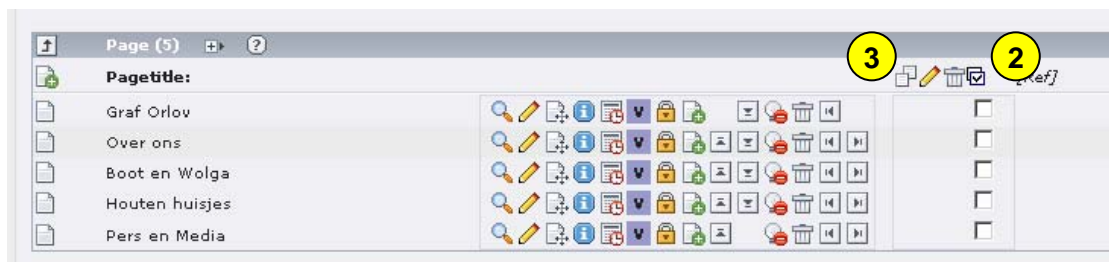 Page (5) ?
3 2
Pagetitle: [Ref]
Graf Orlov
Over ons
Boot en Wolga
Houten huisjes
Pers en Media